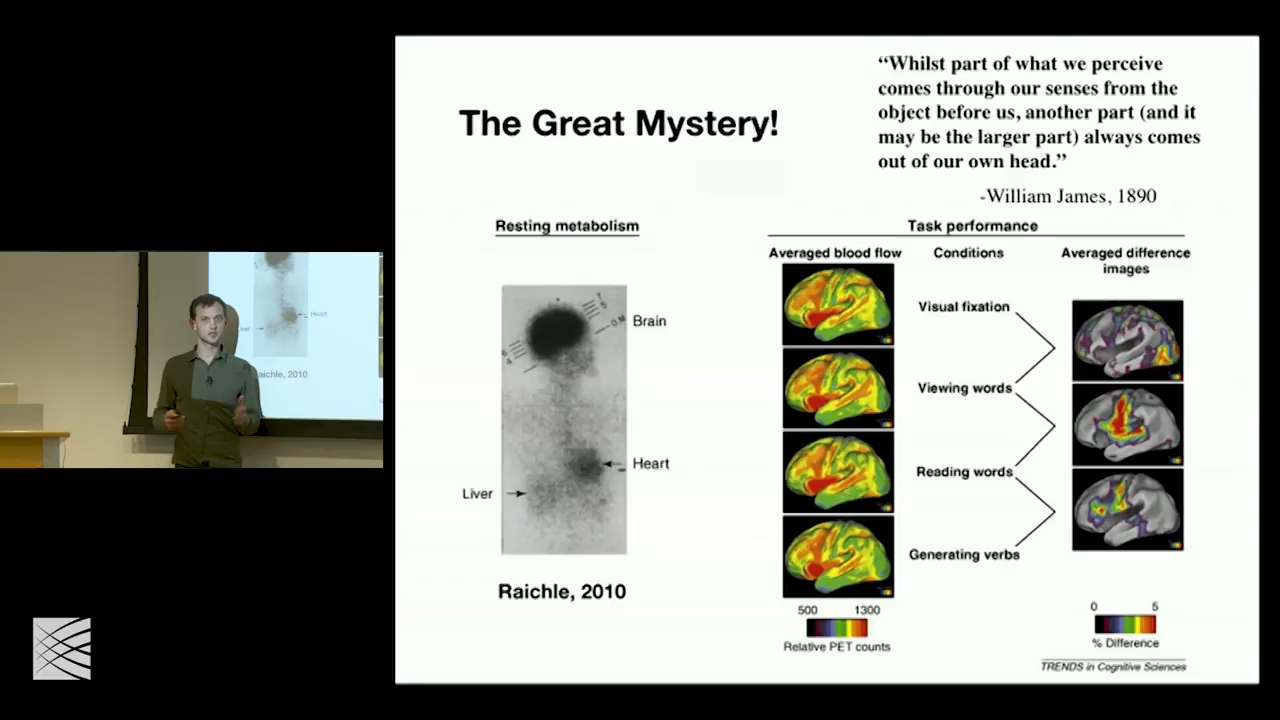 “Whilst part of what we perceive
comes through our senses from the
object before us, another part (and it
may be the larger part) always comes
out of our own head.”
-William James, 1890
The Great Mystery!
Resting metabolism
Brain
Heart
Liver
Raichle, 2010
Task performance
Averaged blood flow
Conditions
Averaged difference
images
Visual fixation
Viewing words
Reading words
Generating verbs
500 1300
Relative PET counts
0 5
% Difference
TRENDS in Cognitive Sciences
Heart
Raichle, 2010